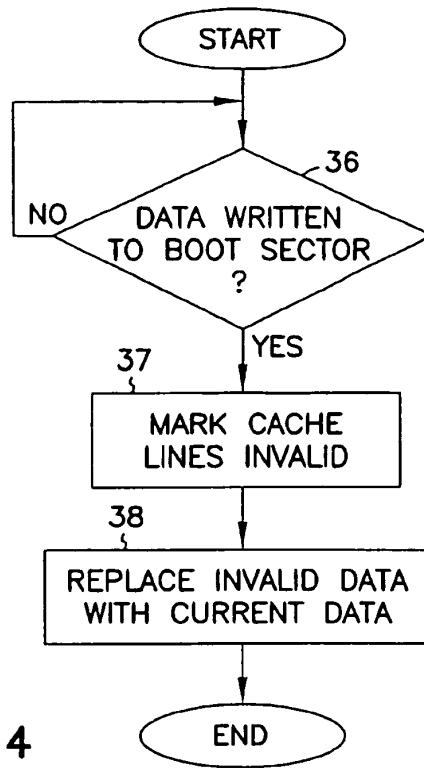 START
36
NO
DATA WRITTEN
TO BOOT SECTOR
?
YES
37
MARK CACHE
LINES INVALID
38
REPLACE INVALID DATA
WITH CURRENT DATA
4
END